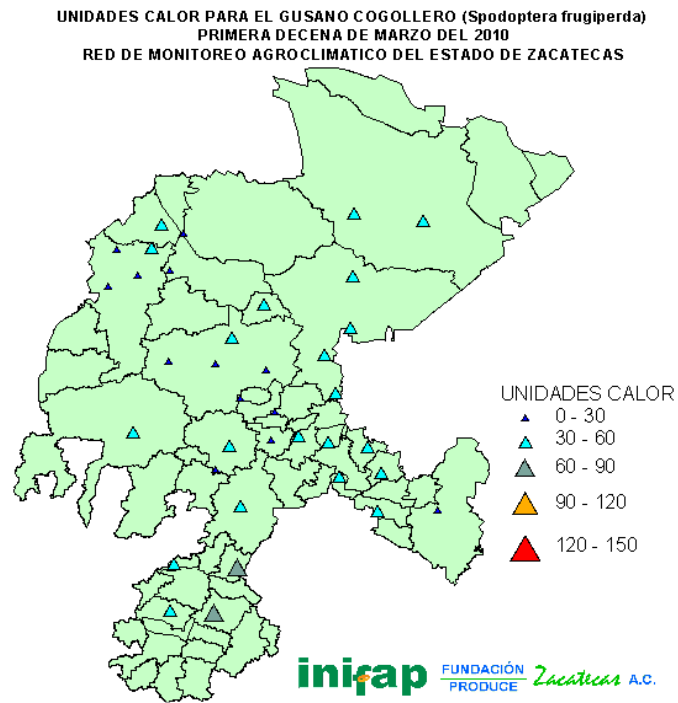 UNIDADES CALOR PARA EL GUSANO COGOLLERO (Spodoptera frugiperda)
PRIMERA DECENA DE MARZO DEL 2010
RED DE MONITOREO AGROCLIMATICO DEL ESTADO DE ZACATECAS
UNIDADES CALOR
0 - 30
30 - 60
60 - 90
90 - 120
120 - 150
inifap
FUNDACIÓN
PRODUCE
Zacatecas A.C.